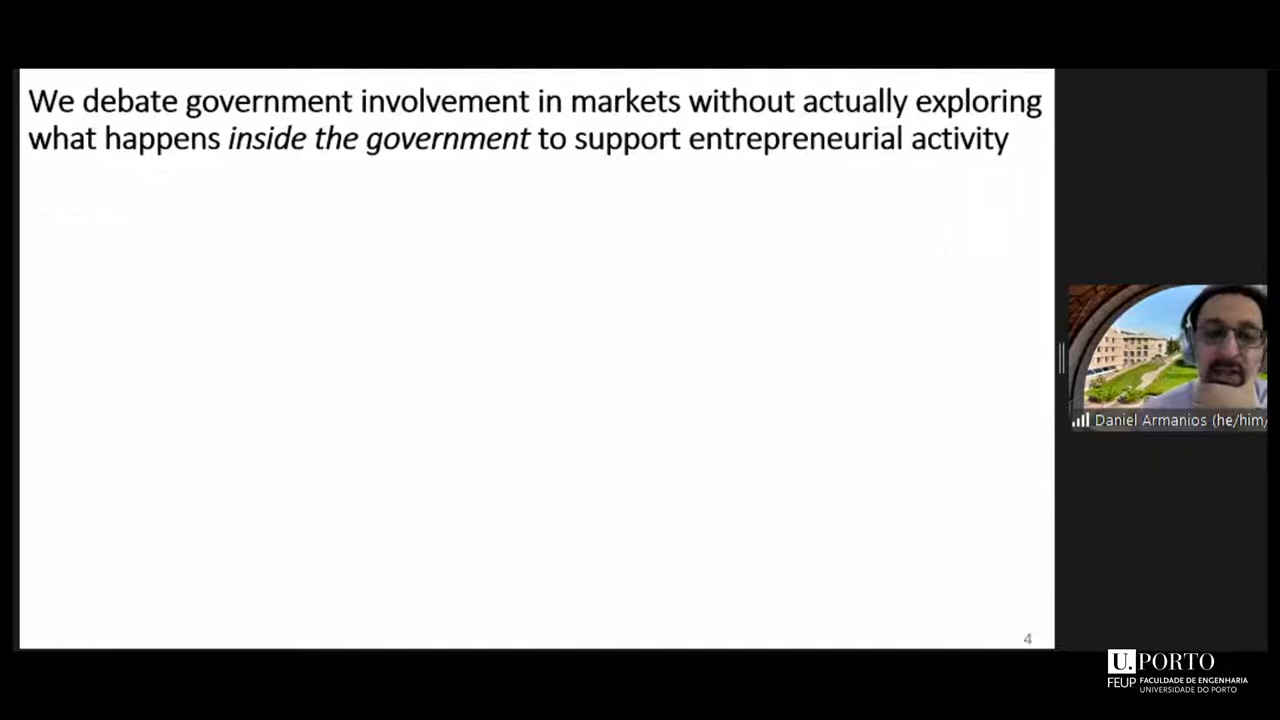 We debate government involvement in markets without actually exploring
what happens inside the government to support entrepreneurial activity
Daniel Armanios (he/him/
4
U. PORTO
FEUP FACULDADE DE ENGENHARIA
UNIVERSIDADE DO PORTO